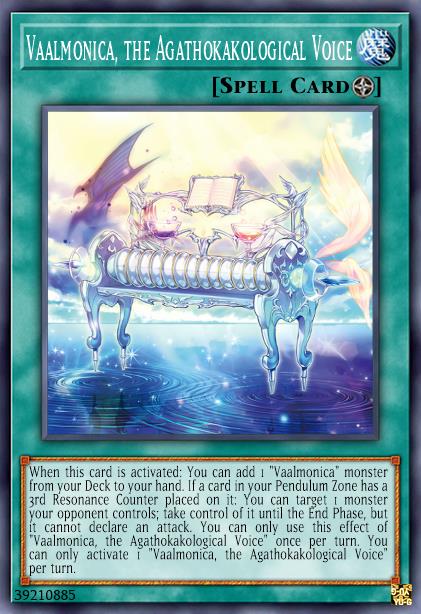 Vaalmonica, the Agathokakological Voice
魔
[Spell Card]
When this card is activated: You can add 1 "Vaalmonica" monster
from your Deck to your hand. If a card in your Pendulum Zone has a
3rd Resonance Counter placed on it: You can target 1 monster
your opponent controls; take control of it until the End Phase, but
it cannot declare an attack. You can only use this effect of
"Vaalmonica, the Agathokakological Voice" once per turn. You
can only activate 1 "Vaalmonica, the Agathokakological Voice"
per turn.
39210885